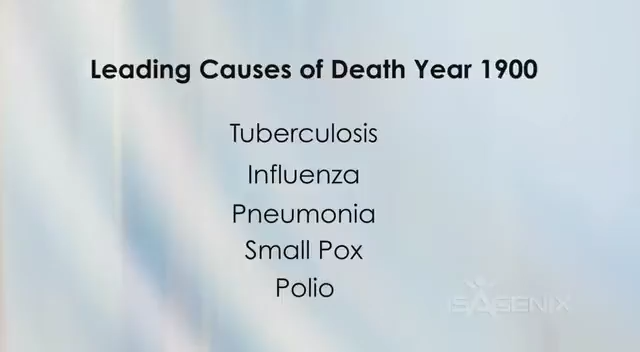 Leading Causes of Death Year 1900
Tuberculosis
Influenza
Pneumonia
Small Pox
Polio
ISAGENIX